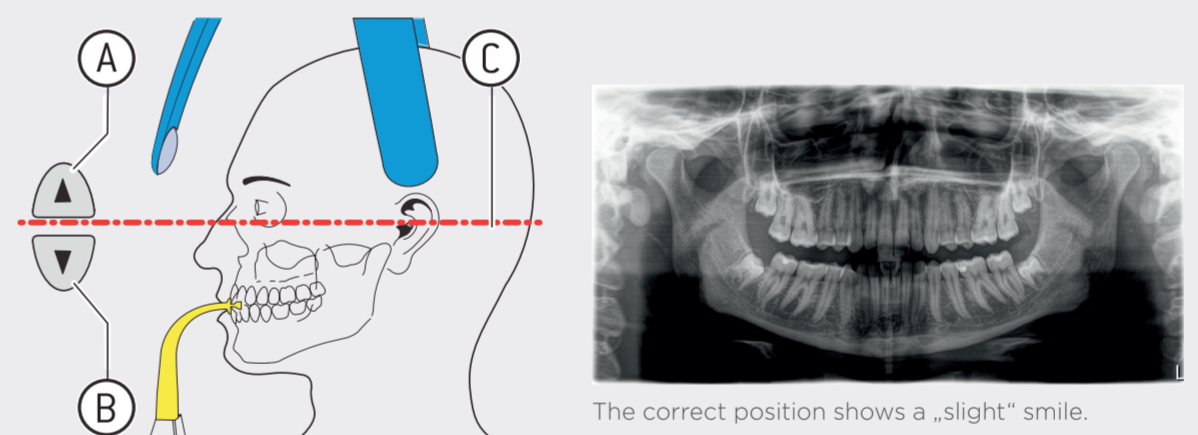 A
C
B
L
The correct position shows a „slight“ smile.